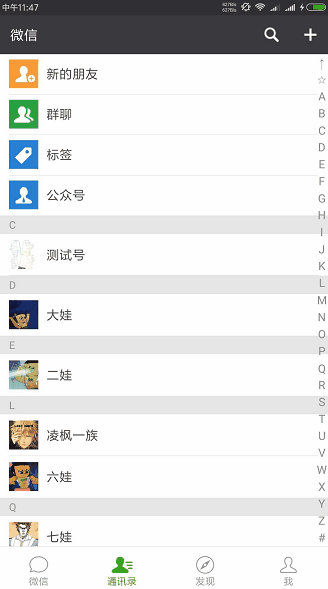 中午11:47
827B/s
627B/s
微信
新的朋友
群聊
标签
公众号
C
测试号
D
大娃
E
二娃
L
凌枫一族
六娃
Q
七娃
↑
☆
A
B
C
D
E
F
G
H
I
J
K
L
M
N
O
P
Q
R
S
T
U
V
W
X
Y
Z
#
微信
通讯录
发现
我